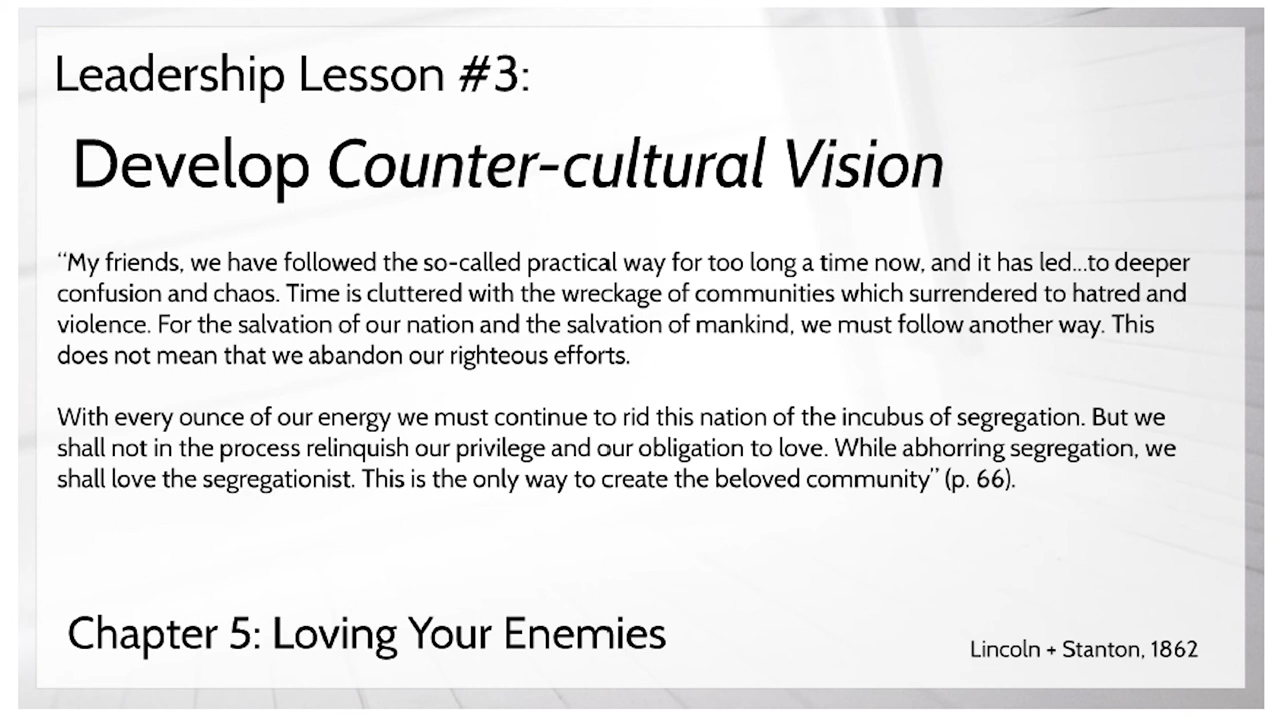 Leadership Lesson #3:
Develop Counter-cultural Vision
“My friends, we have followed the so-called practical way for too long a time now, and it has led...to deeper
confusion and chaos. Time is cluttered with the wreckage of communities which surrendered to hatred and
violence. For the salvation of our nation and the salvation of mankind, we must follow another way. This
does not mean that we abandon our righteous efforts.
With every ounce of our energy we must continue to rid this nation of the incubus of segregation. But we
shall not in the process relinquish our privilege and our obligation to love. While abhorring segregation, we
shall love the segregationist. This is the only way to create the beloved community” (p. 66).
Chapter 5: Loving Your Enemies
Lincoln + Stanton, 1862